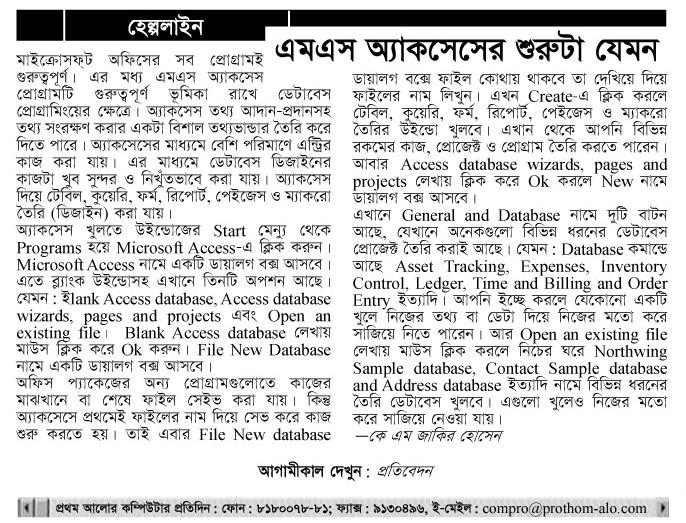 হেল্পলাইন
এমএস অ্যাকসেসের শুরুটা যেমন
মাইক্রোসফ্‌ট অফিসের সব প্রোগ্রামই
গুরুত্বপূর্ণ। এর মধ্য এমএস অ্যাকসেস
প্রোগ্রামটি গুরুত্বপূর্ণ ভূমিকা রাখে ডেটাবেস
প্রোগ্রামিংয়ের ক্ষেত্রে। অ্যাকসেস তথ্য আদান-প্রদানসহ
তথ্য সংরক্ষণ করার একটা বিশাল তথ্যভান্ডার তৈরি করে
দিতে পারে। অ্যাকসেসের মাধ্যমে বেশি পরিমাণে এন্ট্রির
কাজ করা যায়। এর মাধ্যমে ডেটাবেস ডিজাইনের
কাজটা খুব সুন্দর ও নিখুঁতভাবে করা যায়। অ্যাকসেস
দিয়ে টেবিল, কুয়েরি, ফর্ম, রিপোর্ট, পেইজেস ও ম্যাকরো
তৈরি (ডিজাইন) করা যায়।
অ্যাকসেস খুলতে উইন্ডোজের Start মেন্যু থেকে
Programs হয়ে Microsoft Access-এ ক্লিক করুন।
Microsoft Access নামে একটি ডায়ালগ বক্স আসবে।
এতে ব্ল্যাংক উইন্ডোসহ এখানে তিনটি অপশন আছে।
যেমন : ইlank Access database, Access database
wizards, pages and projects এবং Open an
existing file। Blank Access database লেখায়
মাউস ক্লিক করে Ok করুন। File New Database
নামে একটি ডায়ালগ বক্স আসবে।
অফিস প্যাকেজের অন্য প্রোগ্রামগুলোতে কাজের
মাঝখানে বা শেষে ফাইল সেইভ করা যায়। কিন্তু
অ্যাকসেসে প্রথমেই ফাইলের নাম দিয়ে সেভ করে কাজ
শুরু করতে হয়। তাই এবার File New database
ডায়ালগ বক্সে ফাইল কোথায় থাকবে তা দেখিয়ে দিয়ে
ফাইলের নাম লিখুন। এখন Create-এ ক্লিক করলে
টেবিল, কুয়েরি, ফর্ম, রিপোর্ট, পেইজেস ও ম্যাকরো
তৈরির উইন্ডো খুলবে। এখান থেকে আপনি বিভিন্ন
রকমের কাজ, প্রোজেক্ট ও প্রোগ্রাম তৈরি করতে পারেন।
আবার Access database wizards, pages and
projects লেখায় ক্লিক করে Ok করলে New নামে
ডায়ালগ বক্স আসবে।
এখানে General and Database নামে দুটি বাটন
আছে, যেখানে অনেকগুলো বিভিন্ন ধরনের ডেটাবেস
প্রোজেক্ট তৈরি করাই আছে। যেমন : Database কমান্ডে
আছে Asset Tracking, Expenses, Inventory
Control, Ledger, Time and Billing and Order
Entry ইত্যাদি। আপনি ইচ্ছে করলে যেকোনো একটি
খুলে নিজের তথ্য বা ডেটা দিয়ে নিজের মতো করে
সাজিয়ে নিতে পারেন। আর Open an existing file
লেখায় মাউস ক্লিক করলে নিচের ঘরে Northwing
Sample database, Contact Sample database
and Address database ইত্যাদি নামে বিভিন্ন ধরনের
তৈরি ডেটাবেস খুলবে। এগুলো খুলেও নিজের মতো
করে সাজিয়ে নেওয়া যায়।
—কে এম জাকির হোসেন
আগামীকাল দেখুন : প্রতিবেদন
প্রথম আলোর কম্পিউটার প্রতিদিন : ফোন : ৮১৮০০৭৮-৮১; ফ্যাক্স : ৯১৩০৪৯৬, ই-মেইল : compro@prothom-alo.com